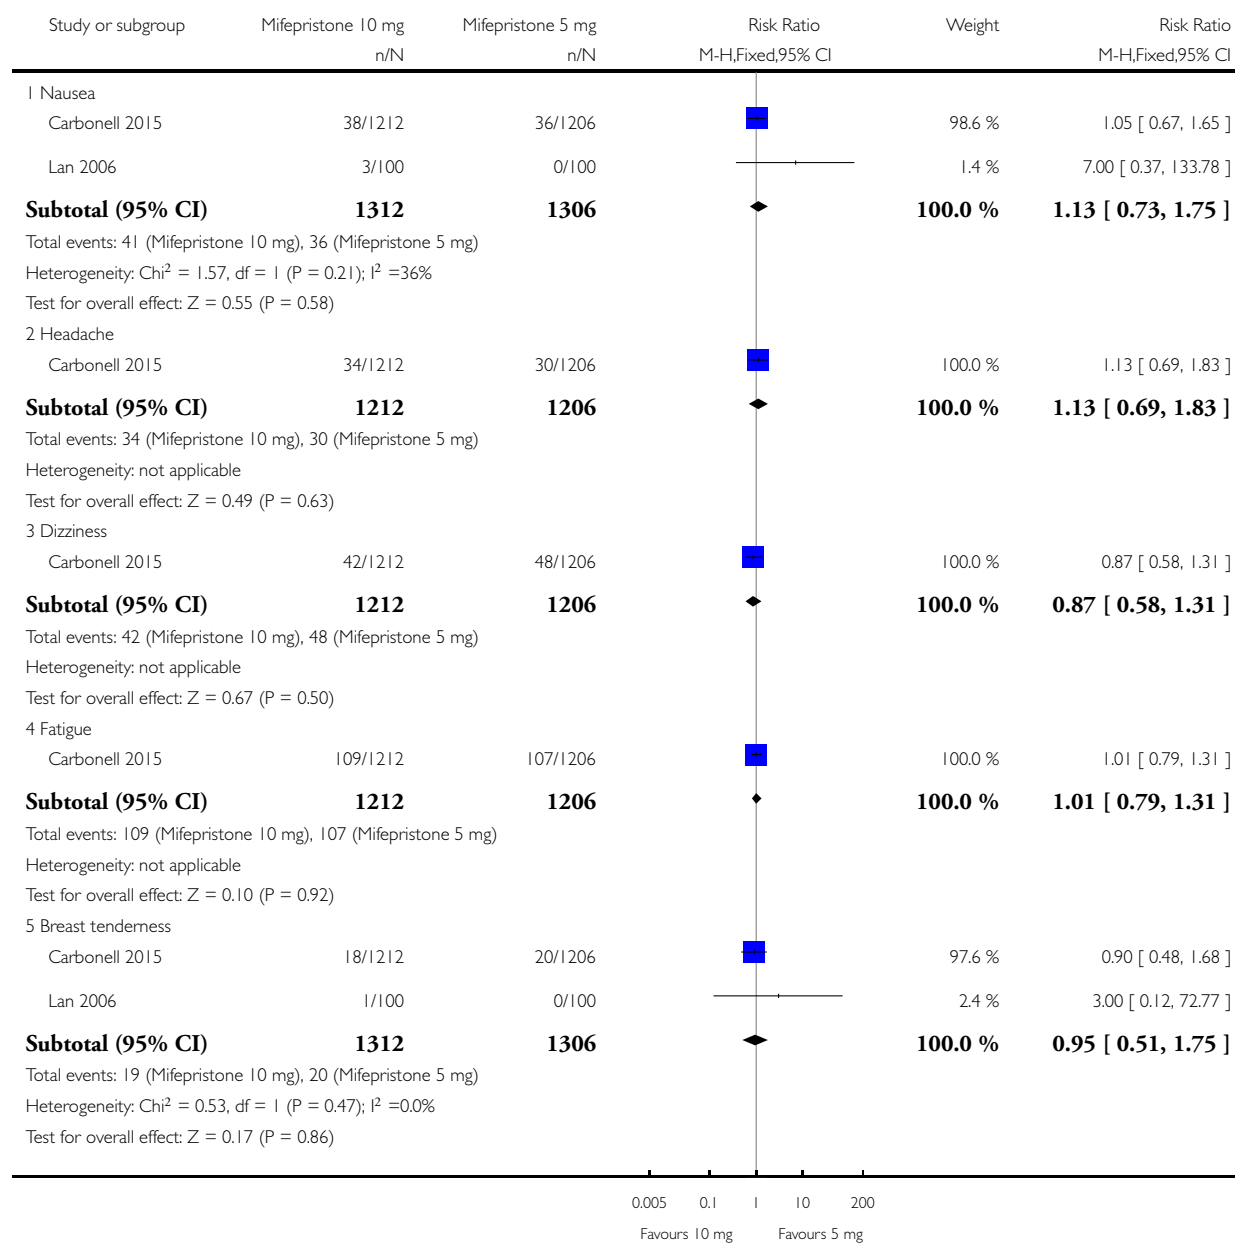 Study or subgroup Mifepristone 10 mg Mifepristone 5 mg Risk Ratio Weight Risk Ratio
n/N n/N M-H,Fixed,95% CI M-H,Fixed,95% CI
1 Nausea
Carbonell 2015 38/1212 36/1206 98.6 % 1.05 [ 0.67, 1.65 ]
Lan 2006 3/100 0/100 1.4 % 7.00 [ 0.37, 133.78 ]
Subtotal (95% CI) 1312 1306 100.0 % 1.13 [ 0.73, 1.75 ]
Total events: 41 (Mifepristone 10 mg), 36 (Mifepristone 5 mg)
Heterogeneity: Chi² = 1.57, df = 1 (P = 0.21); I² =36%
Test for overall effect: Z = 0.55 (P = 0.58)
2 Headache
Carbonell 2015 34/1212 30/1206 100.0 % 1.13 [ 0.69, 1.83 ]
Subtotal (95% CI) 1212 1206 100.0 % 1.13 [ 0.69, 1.83 ]
Total events: 34 (Mifepristone 10 mg), 30 (Mifepristone 5 mg)
Heterogeneity: not applicable
Test for overall effect: Z = 0.49 (P = 0.63)
3 Dizziness
Carbonell 2015 42/1212 48/1206 100.0 % 0.87 [ 0.58, 1.31 ]
Subtotal (95% CI) 1212 1206 100.0 % 0.87 [ 0.58, 1.31 ]
Total events: 42 (Mifepristone 10 mg), 48 (Mifepristone 5 mg)
Heterogeneity: not applicable
Test for overall effect: Z = 0.67 (P = 0.50)
4 Fatigue
Carbonell 2015 109/1212 107/1206 100.0 % 1.01 [ 0.79, 1.31 ]
Subtotal (95% CI) 1212 1206 100.0 % 1.01 [ 0.79, 1.31 ]
Total events: 109 (Mifepristone 10 mg), 107 (Mifepristone 5 mg)
Heterogeneity: not applicable
Test for overall effect: Z = 0.10 (P = 0.92)
5 Breast tenderness
Carbonell 2015 18/1212 20/1206 97.6 % 0.90 [ 0.48, 1.68 ]
Lan 2006 1/100 0/100 2.4 % 3.00 [ 0.12, 72.77 ]
Subtotal (95% CI) 1312 1306 100.0 % 0.95 [ 0.51, 1.75 ]
Total events: 19 (Mifepristone 10 mg), 20 (Mifepristone 5 mg)
Heterogeneity: Chi² = 0.53, df = 1 (P = 0.47); I² =0.0%
Test for overall effect: Z = 0.17 (P = 0.86)
0.005 0.1 1 10 200
Favours 10 mg Favours 5 mg